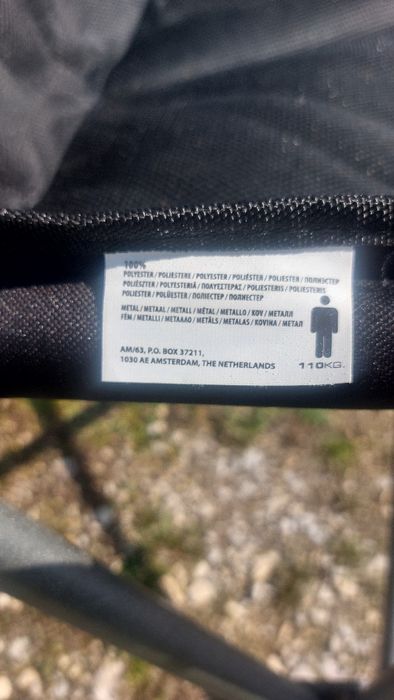 100%
POLYESTER / POLIESTERE / POLYESTER / POLIÉSTER / POLIESTER / ПОЛИЭСТЕР
POLIÉSZTER / POLYESTERIÄ / ΠΟΛΥΕΣΤΕΡΑΣ / POLIESTERIS / POLIESTERIS
POLIESTER / POLÜESTER / ПОЛІЕСТЕР / ПОЛИЕСТЕР
METAL / METAAL / METALL / MÉTAL / METALLO / KOV / МЕТАЛЛ
FÉM / METALLI / ΜΕΤΑΛΛΟ / METĀLS / METALAS / KOVINA / МЕТАЛ
AM/63, P.O. BOX 37211,
1030 AE AMSTERDAM, THE NETHERLANDS
110KG.